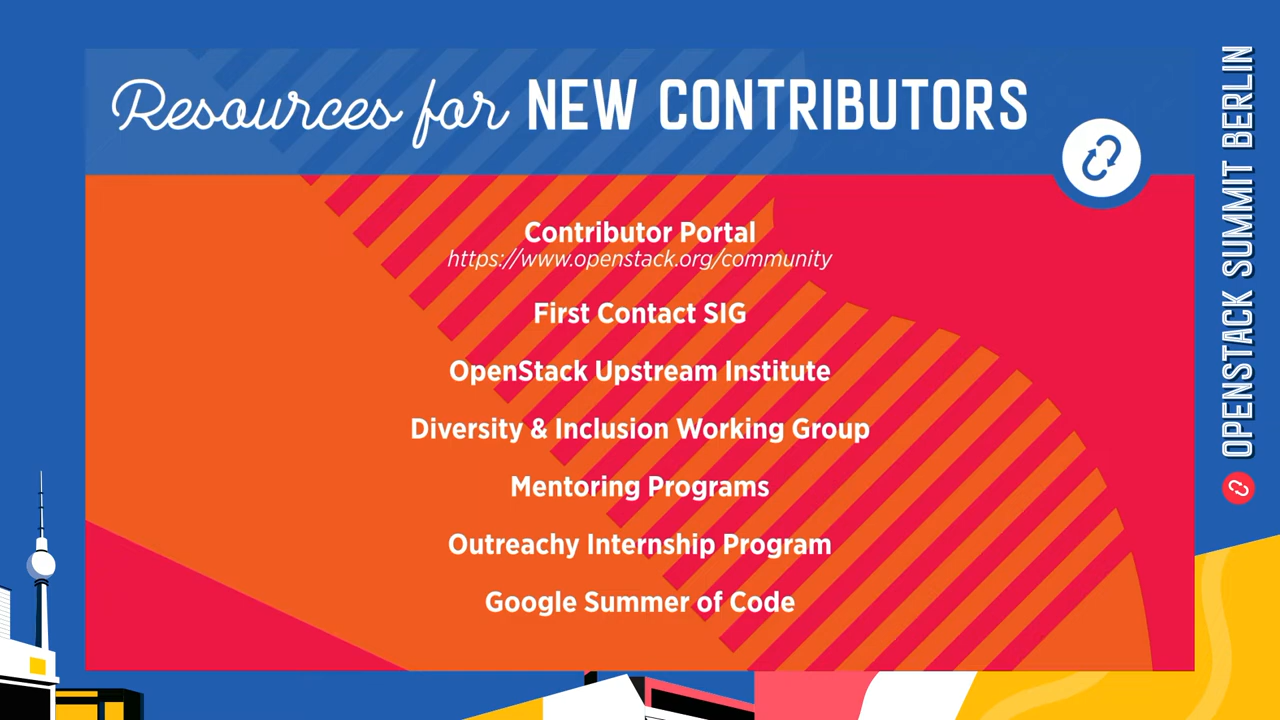 Resources for NEW CONTRIBUTORS
Contributor Portal
https://www.openstack.org/community
First Contact SIG
OpenStack Upstream Institute
Diversity & Inclusion Working Group
Mentoring Programs
Outreachy Internship Program
Google Summer of Code
OPENSTACK SUMMIT BERLIN